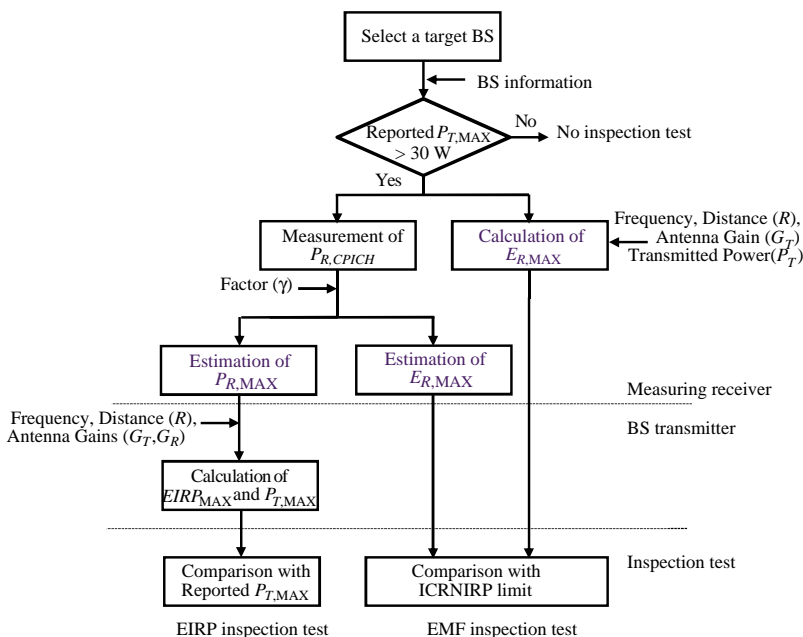 Select a target BS
BS information
No
Reported P_T,MAX
> 30 W
No inspection test
Yes
Measurement of
P_R,CPICH
Calculation of
E_R,MAX
Frequency, Distance (R),
Antenna Gain (G_T)
Transmitted Power(P_T)
Factor (γ)
Estimation of
P_R,MAX
Estimation of
E_R,MAX
Measuring receiver
Frequency, Distance (R),
Antenna Gains (G_T,G_R)
BS transmitter
Calculation of
EIRP_MAX and P_T,MAX
Inspection test
Comparison with
Reported P_T,MAX
Comparison with
ICRNIRP limit
EIRP inspection test
EMF inspection test